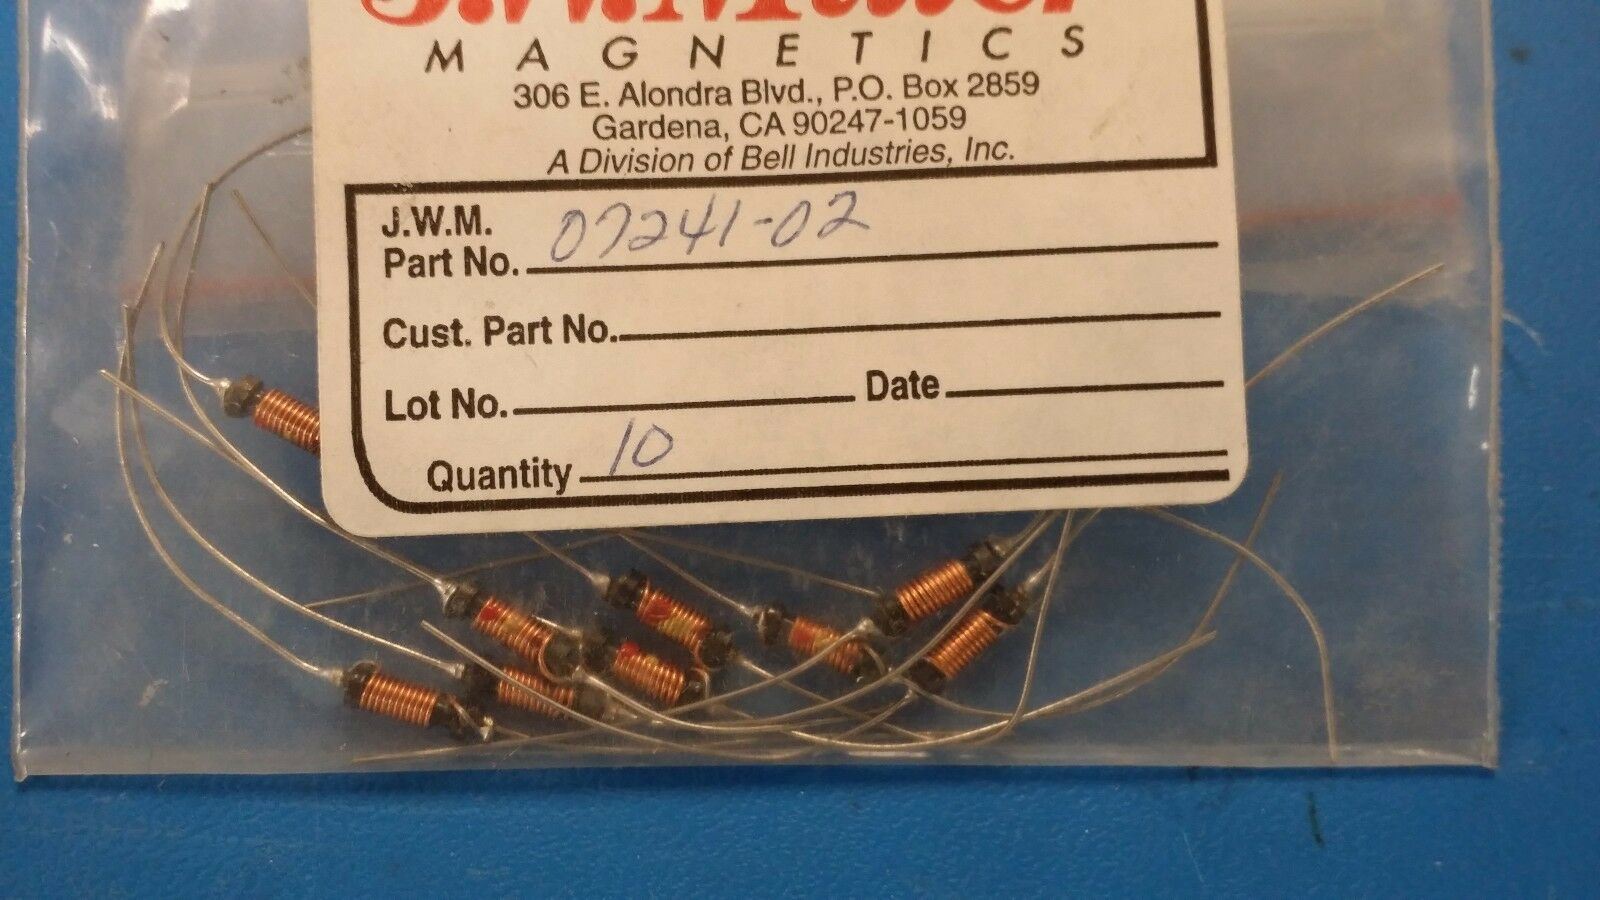 J.W.Miller
MAGNETICS
306 E. Alondra Blvd., P.O. Box 2859
Gardena, CA 90247-1059
A Division of Bell Industries, Inc.
J.W.M.
Part No. 07241-02
Cust. Part No.
Lot No. Date
Quantity 10